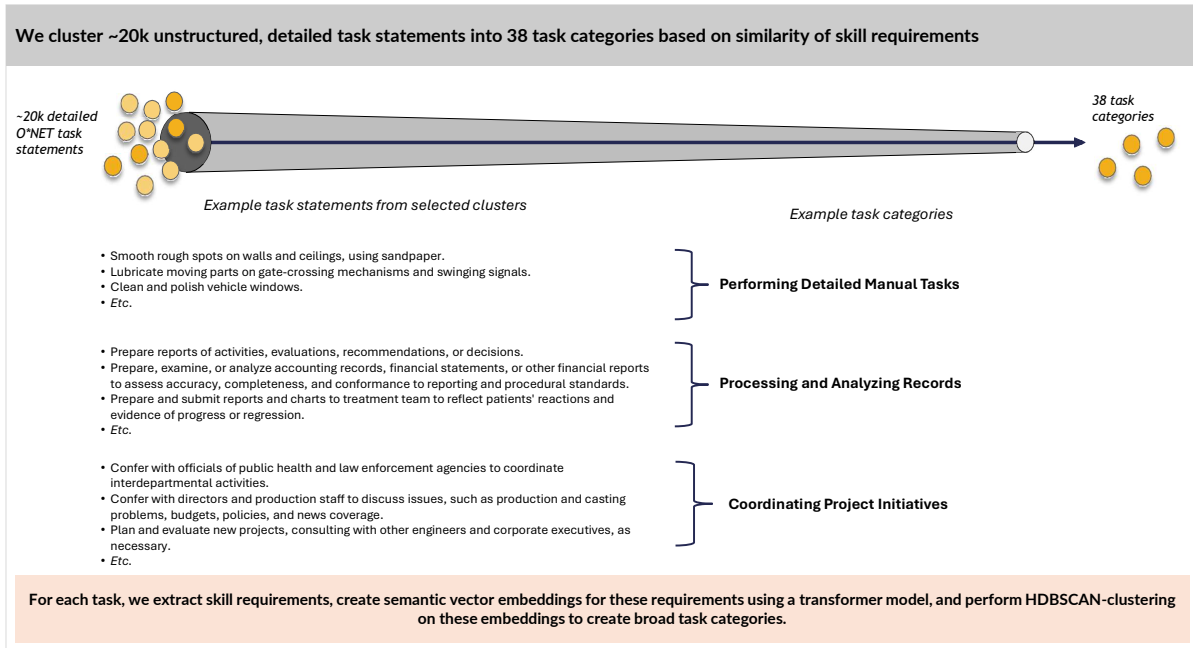 We cluster ~20k unstructured, detailed task statements into 38 task categories based on similarity of skill requirements
~20k detailed
O*NET task
statements
38 task
categories
Example task statements from selected clusters
Example task categories
• Smooth rough spots on walls and ceilings, using sandpaper.
• Lubricate moving parts on gate-crossing mechanisms and swinging signals.
• Clean and polish vehicle windows.
• Etc.
Performing Detailed Manual Tasks
• Prepare reports of activities, evaluations, recommendations, or decisions.
• Prepare, examine, or analyze accounting records, financial statements, or other financial reports
to assess accuracy, completeness, and conformance to reporting and procedural standards.
• Prepare and submit reports and charts to treatment team to reflect patients' reactions and
evidence of progress or regression.
• Etc.
Processing and Analyzing Records
• Confer with officials of public health and law enforcement agencies to coordinate
interdepartmental activities.
• Confer with directors and production staff to discuss issues, such as production and casting
problems, budgets, policies, and news coverage.
• Plan and evaluate new projects, consulting with other engineers and corporate executives, as
necessary.
• Etc.
Coordinating Project Initiatives
For each task, we extract skill requirements, create semantic vector embeddings for these requirements using a transformer model, and perform HDBSCAN-clustering
on these embeddings to create broad task categories.